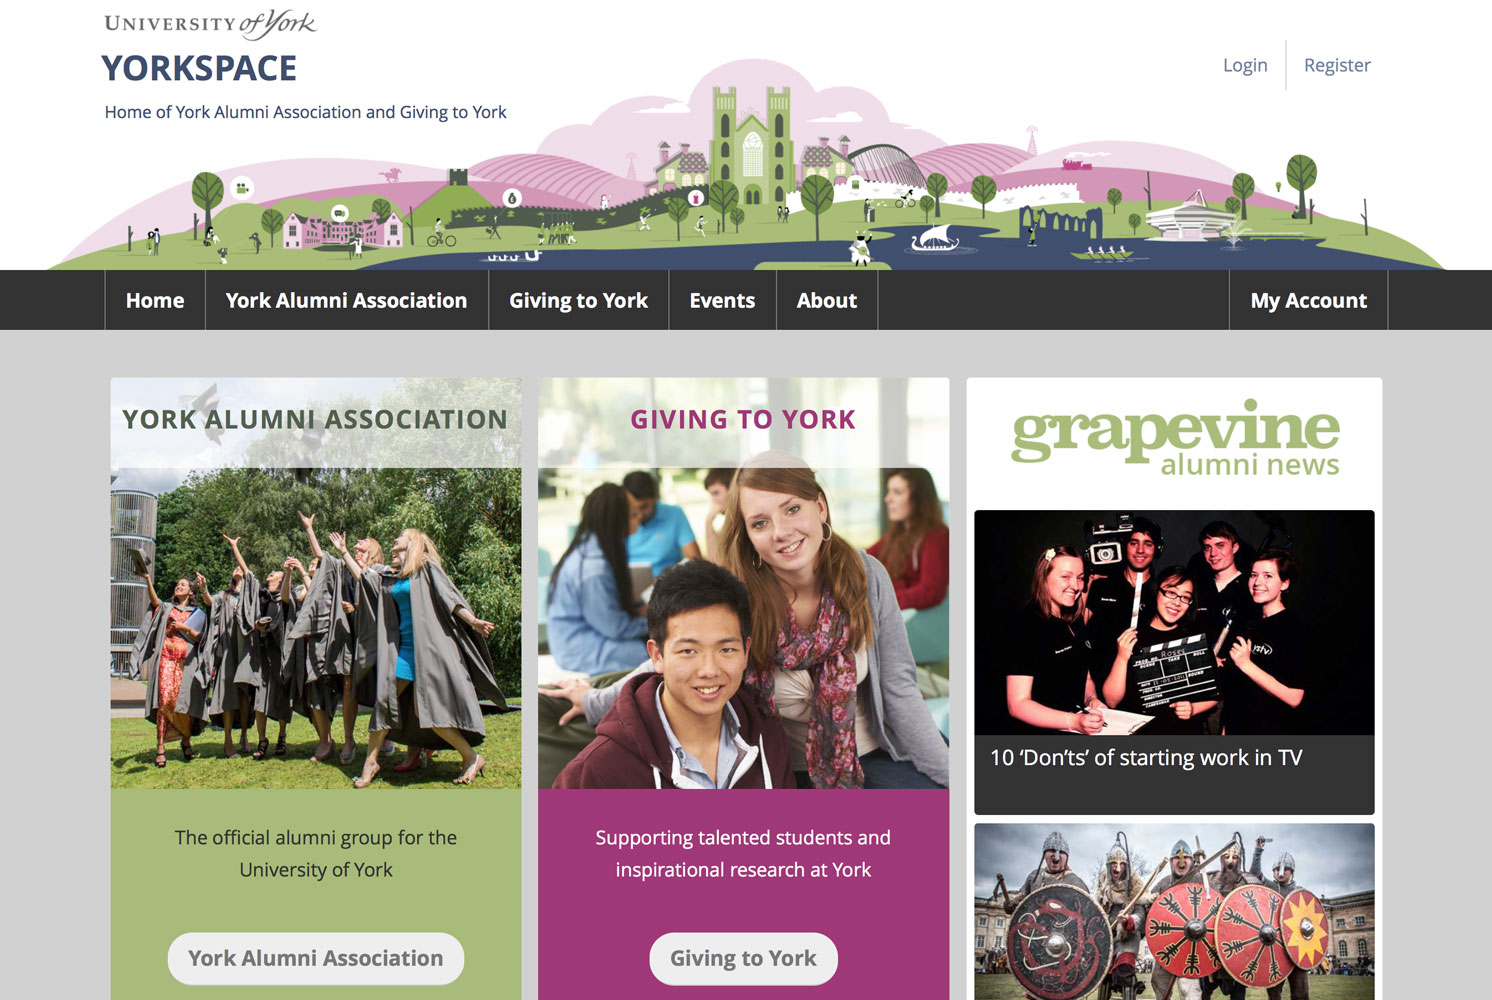 UNIVERSITY of York
YORKSPACE
Home of York Alumni Association and Giving to York
Login
Register
Home
York Alumni Association
Giving to York
Events
About
My Account
YORK ALUMNI ASSOCIATION
The official alumni group for the
University of York
York Alumni Association
GIVING TO YORK
Supporting talented students and
inspirational research at York
Giving to York
grapevine
alumni news
Roses
10 ‘Don’ts’ of starting work in TV